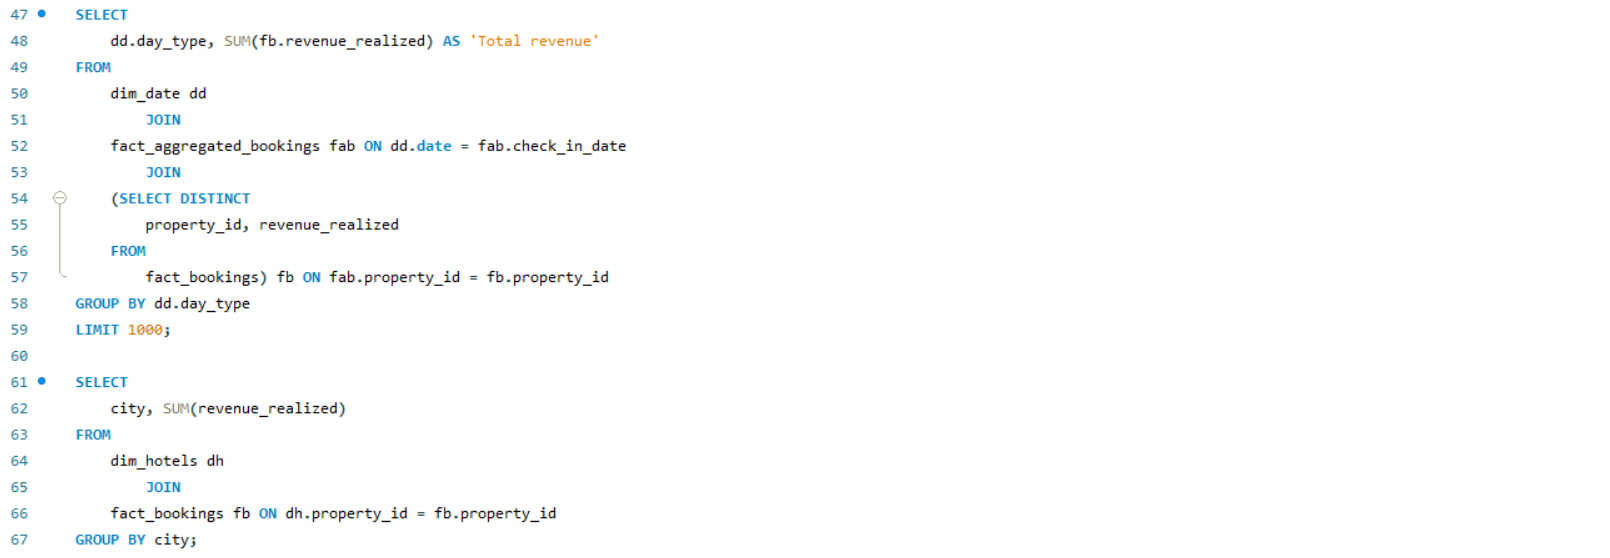 47 SELECT
48 dd.day_type, SUM(fb.revenue_realized) AS 'Total revenue'
49 FROM
50 dim_date dd
51 JOIN
52 fact_aggregated_bookings fab ON dd.date = fab.check_in_date
53 JOIN
54 (SELECT DISTINCT
55 property_id, revenue_realized
56 FROM
57 fact_bookings) fb ON fab.property_id = fb.property_id
58 GROUP BY dd.day_type
59 LIMIT 1000;
60
61 SELECT
62 city, SUM(revenue_realized)
63 FROM
64 dim_hotels dh
65 JOIN
66 fact_bookings fb ON dh.property_id = fb.property_id
67 GROUP BY city;